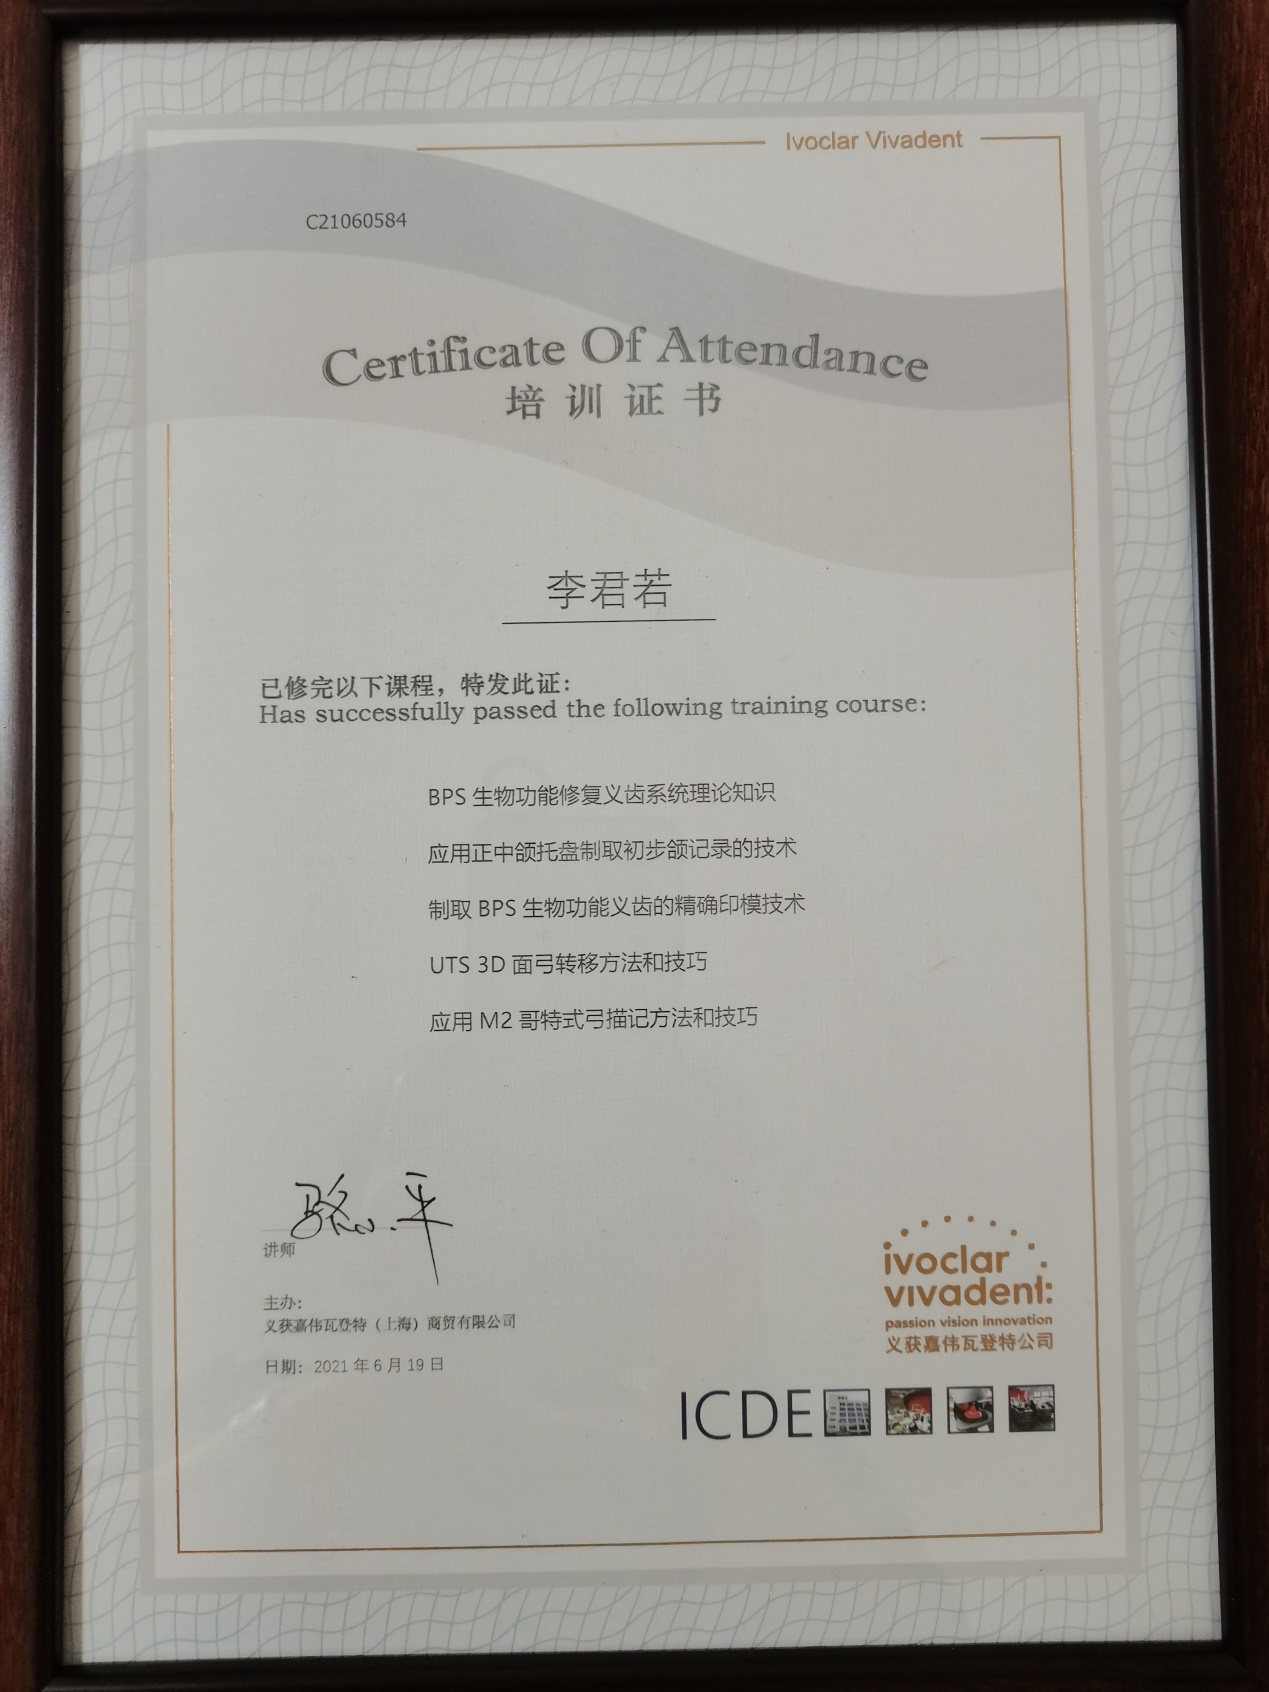 Ivoclar Vivadent
C21060584
Certificate Of Attendance
培训证书
李君若
已修完以下课程，特发此证：
Has successfully passed the following training course:
BPS 生物功能修复义齿系统理论知识
应用正中颌托盘制取初步颌记录的技术
制取 BPS 生物功能义齿的精确印模技术
UTS 3D 面弓转移方法和技巧
应用 M2 哥特式弓描记方法和技巧
讲师
主办：
义获嘉伟瓦登特（上海）商贸有限公司
日期：2021 年 6 月 19 日
ivoclar
vivadent:
passion vision innovation
义获嘉伟瓦登特公司
ICDE